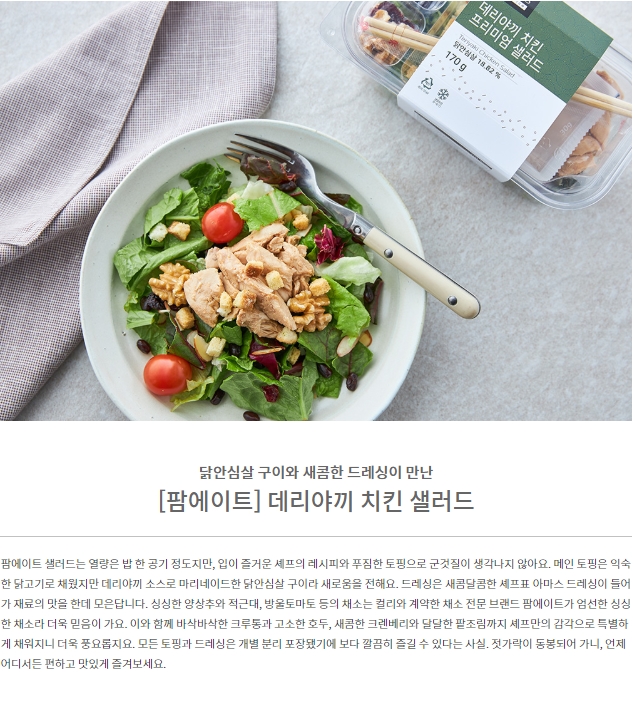 데리야끼 치킨
프리미엄 샐러드
Teriyaki Chicken Salad
닭안심살 18.82 %
170 g
닭안심살 구이와 새콤한 드레싱이 만난
[팜에이트] 데리야끼 치킨 샐러드
팜에이트 샐러드는 열량은 밥 한 공기 정도지만, 입이 즐거운 셰프의 레시피와 푸짐한 토핑으로 군것질이 생각나지 않아요. 메인 토핑은 익숙
한 닭고기로 채웠지만 데리야끼 소스로 마리네이드한 닭안심살 구이라 새로움을 전해요. 드레싱은 새콤달콤한 셰프표 아마스 드레싱이 들어
가 재료의 맛을 한데 모은답니다. 싱싱한 양상추와 적근대, 방울토마토 등의 채소는 컬리와 계약한 채소 전문 브랜드 팜에이트가 엄선한 싱싱
한 채소라 더욱 믿음이 가요. 이와 함께 바삭바삭한 크루통과 고소한 호두, 새콤한 크렌베리와 달달한 팥조림까지 셰프만의 감각으로 특별하
게 채워지니 더욱 풍요롭지요. 모든 토핑과 드레싱은 개별 분리 포장됐기에 보다 깔끔히 즐길 수 있다는 사실. 젓가락이 동봉되어 가니, 언제
어디서든 편하고 맛있게 즐겨보세요.